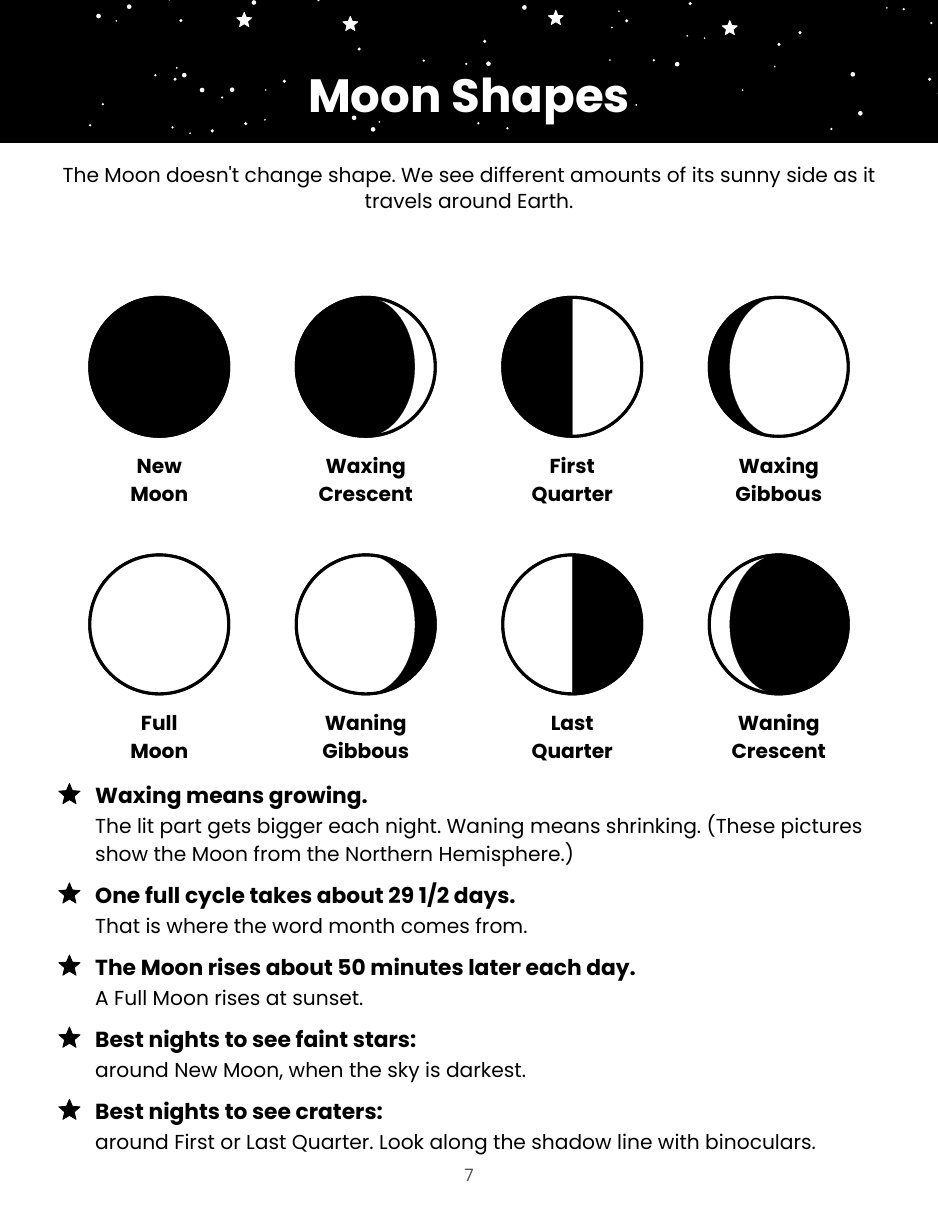 Moon Shapes
The Moon doesn't change shape. We see different amounts of its sunny side as it
travels around Earth.
New
Moon
Waxing
Crescent
First
Quarter
Waxing
Gibbous
Full
Moon
Waning
Gibbous
Last
Quarter
Waning
Crescent
Waxing means growing.
The lit part gets bigger each night. Waning means shrinking. (These pictures
show the Moon from the Northern Hemisphere.)
One full cycle takes about 29 1/2 days.
That is where the word month comes from.
The Moon rises about 50 minutes later each day.
A Full Moon rises at sunset.
Best nights to see faint stars:
around New Moon, when the sky is darkest.
Best nights to see craters:
around First or Last Quarter. Look along the shadow line with binoculars.
7